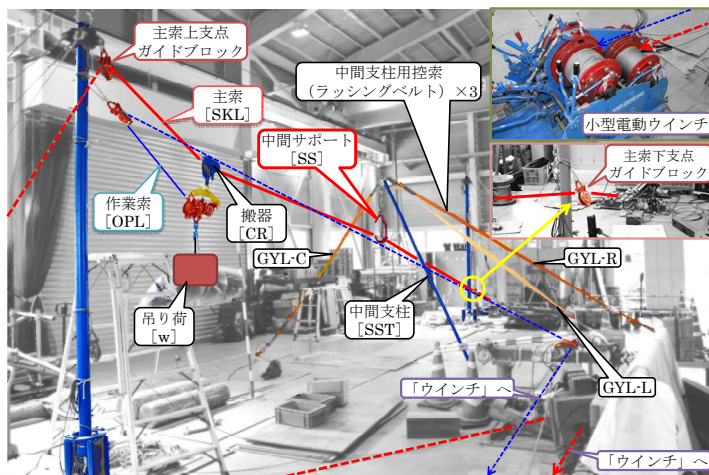 主索上支点
ガイドブロック
中間支柱用控索
（ラッシングベルト）×3
小型電動ウインチ
主索
[SKL]
中間サポート
[SS]
主索下支点
ガイドブロック
作業索
[OPL]
搬器
[CR]
GYL-C
GYL-R
吊り荷
[w]
中間支柱
[SST]
GYL-L
「ウインチ」へ
「ウインチ」へ